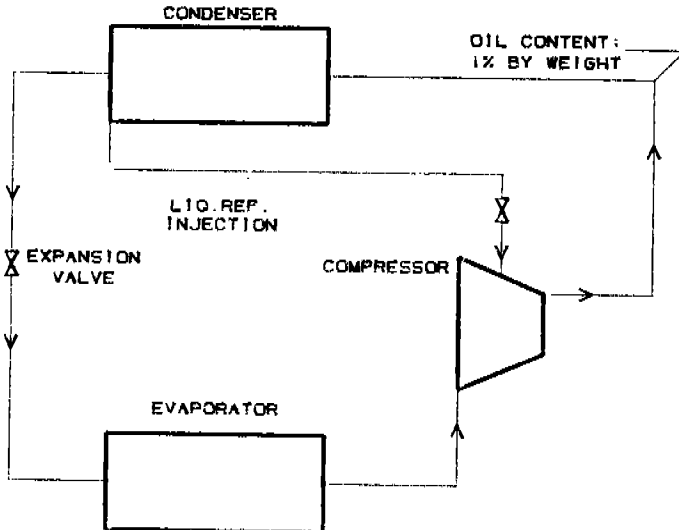 CONDENSER
OIL CONTENT:
1% BY WEIGHT
LIQ.REF.
INJECTION
EXPANSION
VALVE
COMPRESSOR
EVAPORATOR